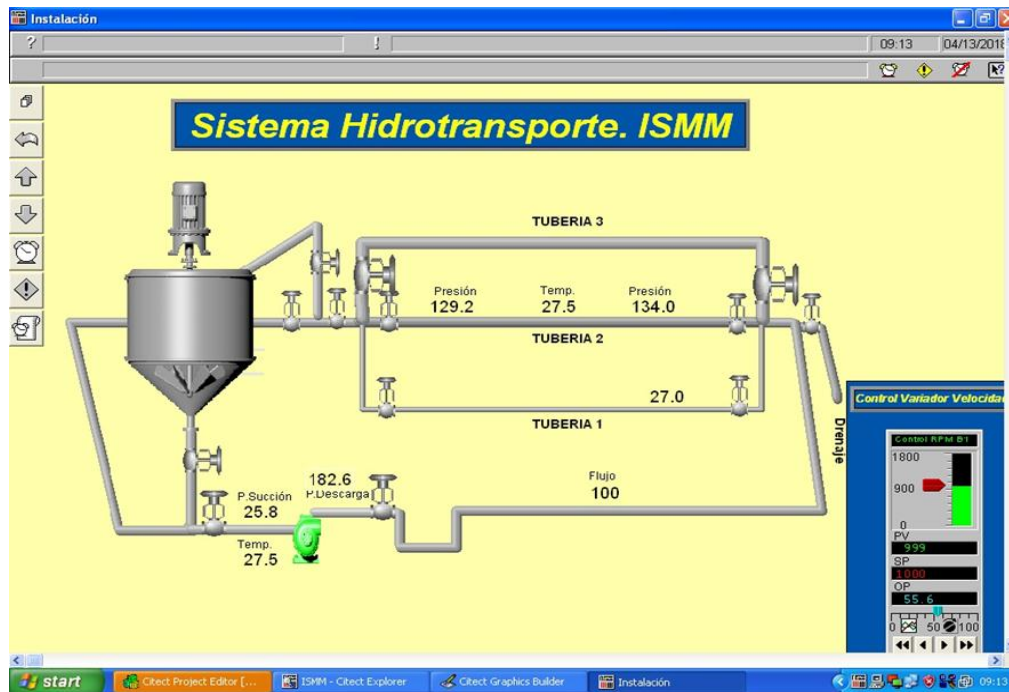 Instalación
?
!
09:13
04/13/2018
Sistema Hidrotransporte. ISMM
TUBERIA 3
Presión
129.2
Temp.
27.5
Presión
134.0
TUBERIA 2
27.0
TUBERIA 1
Drenaje
182.6
P.Descarga
P.Succión
25.8
Temp.
27.5
Flujo
100
Control Variador Velocidad
Control RPM B1
1800
900
0
PV
999
SP
1000
OP
55.6
0 50 100
start
Citect Project Editor [...
ISMM - Citect Explorer
Citect Graphics Builder
Instalación
09:13